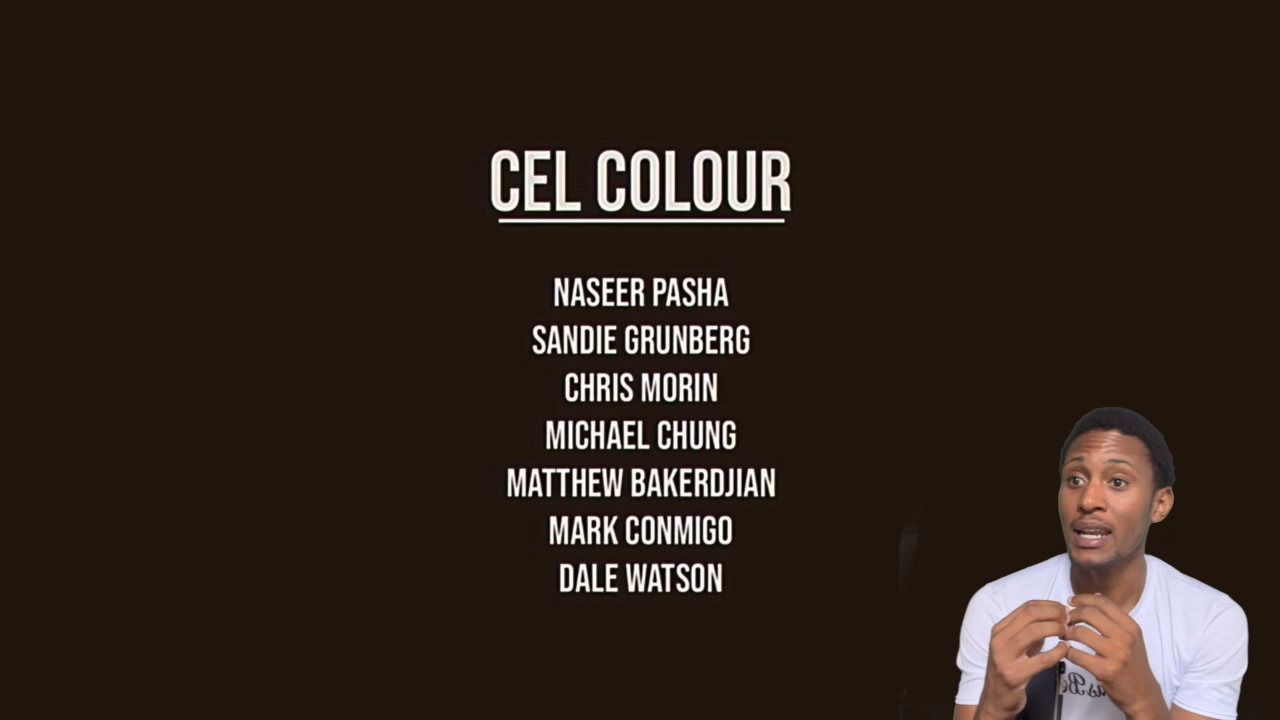 CEL COLOUR
NASEER PASHA
SANDIE GRUNBERG
CHRIS MORIN
MICHAEL CHUNG
MATTHEW BAKERDJIAN
MARK CONMIGO
DALE WATSON